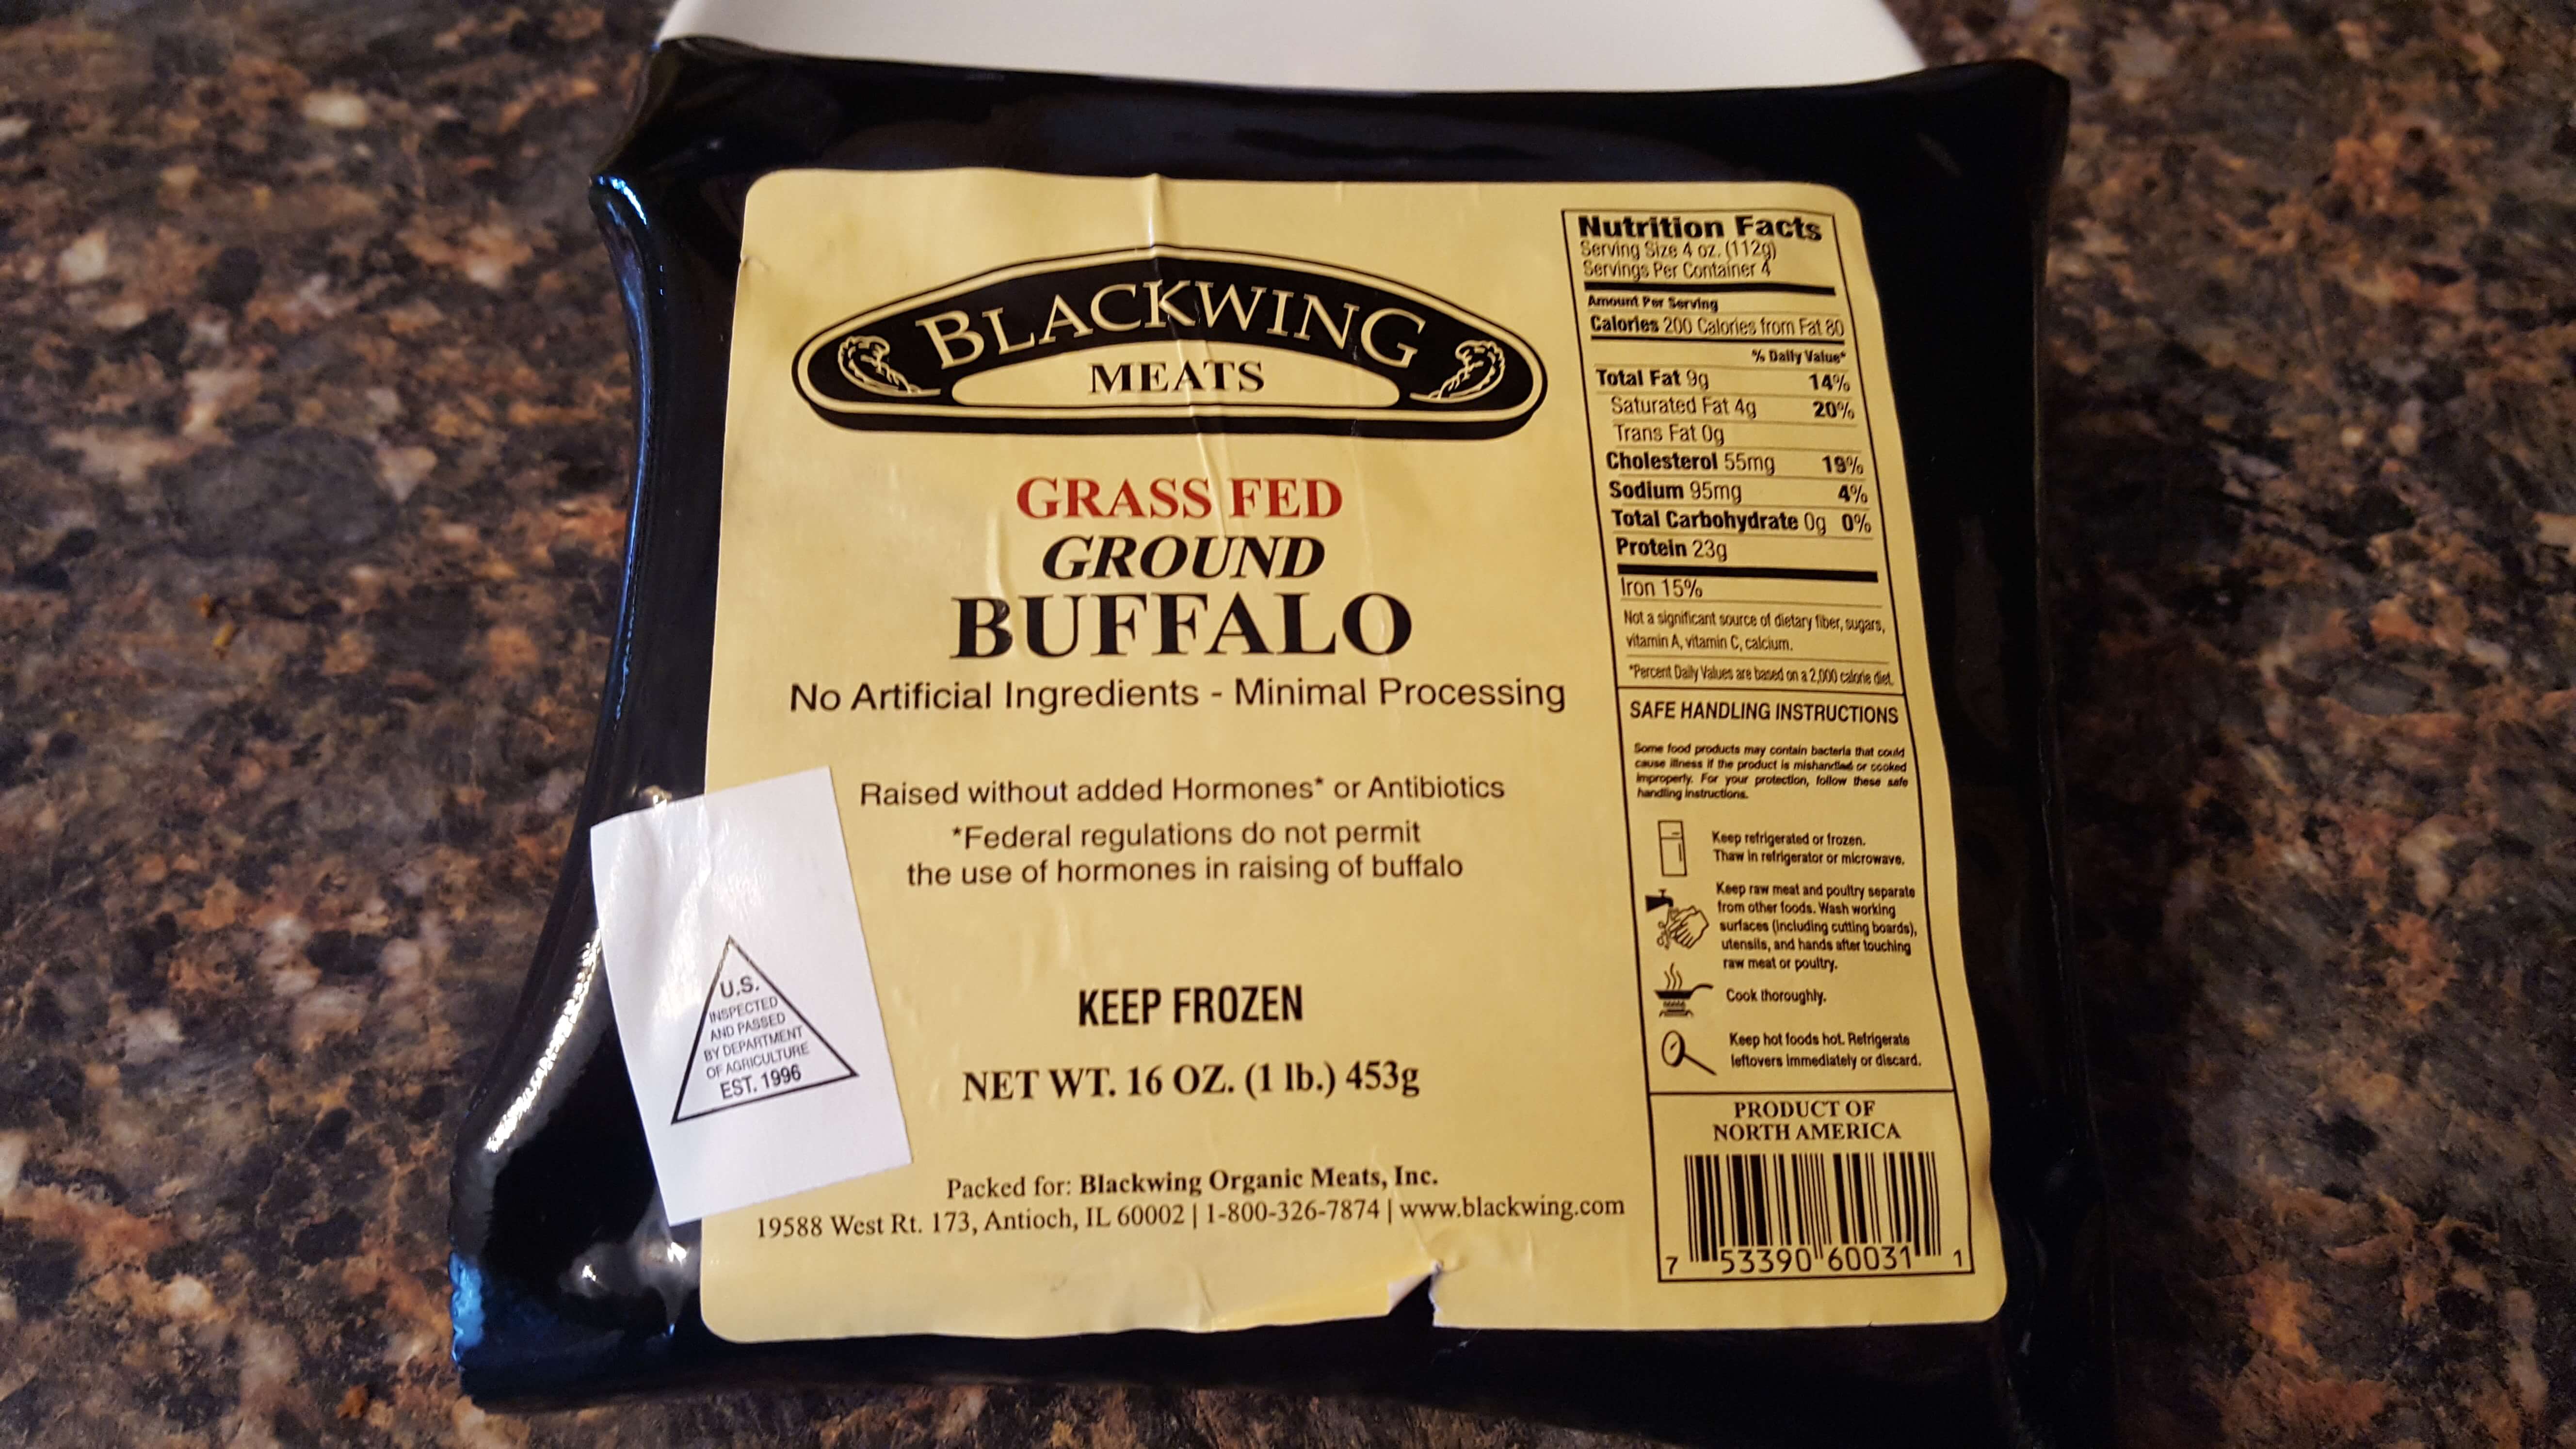 BLACKWING
MEATS
GRASS FED
GROUND
BUFFALO
No Artificial Ingredients - Minimal Processing
Raised without added Hormones* or Antibiotics
*Federal regulations do not permit
the use of hormones in raising of buffalo
KEEP FROZEN
NET WT. 16 OZ. (1 lb.) 453g
Packed for: Blackwing Organic Meats, Inc.
19588 West Rt. 173, Antioch, IL 60002 | 1-800-326-7874 | www.blackwing.com
U.S.
INSPECTED
AND PASSED
BY DEPARTMENT
OF AGRICULTURE
EST. 1996
Nutrition Facts
Serving Size 4 oz. (112g)
Servings Per Container 4
Amount Per Serving
Calories 200 Calories from Fat 80
% Daily Value*
Total Fat 9g 14%
Saturated Fat 4g 20%
Trans Fat 0g
Cholesterol 55mg 19%
Sodium 95mg 4%
Total Carbohydrate 0g 0%
Protein 23g
Iron 15%
Not a significant source of dietary fiber, sugars,
vitamin A, vitamin C, calcium.
*Percent Daily Values are based on a 2,000 calorie diet.
SAFE HANDLING INSTRUCTIONS
Some food products may contain bacteria that could
cause illness if the product is mishandled or cooked
improperly. For your protection, follow these safe
handling instructions.
Keep refrigerated or frozen.
Thaw in refrigerator or microwave.
Keep raw meat and poultry separate
from other foods. Wash working
surfaces (including cutting boards),
utensils, and hands after touching
raw meat or poultry.
Cook thoroughly.
Keep hot foods hot. Refrigerate
leftovers immediately or discard.
PRODUCT OF
NORTH AMERICA
7 53390 60031 1